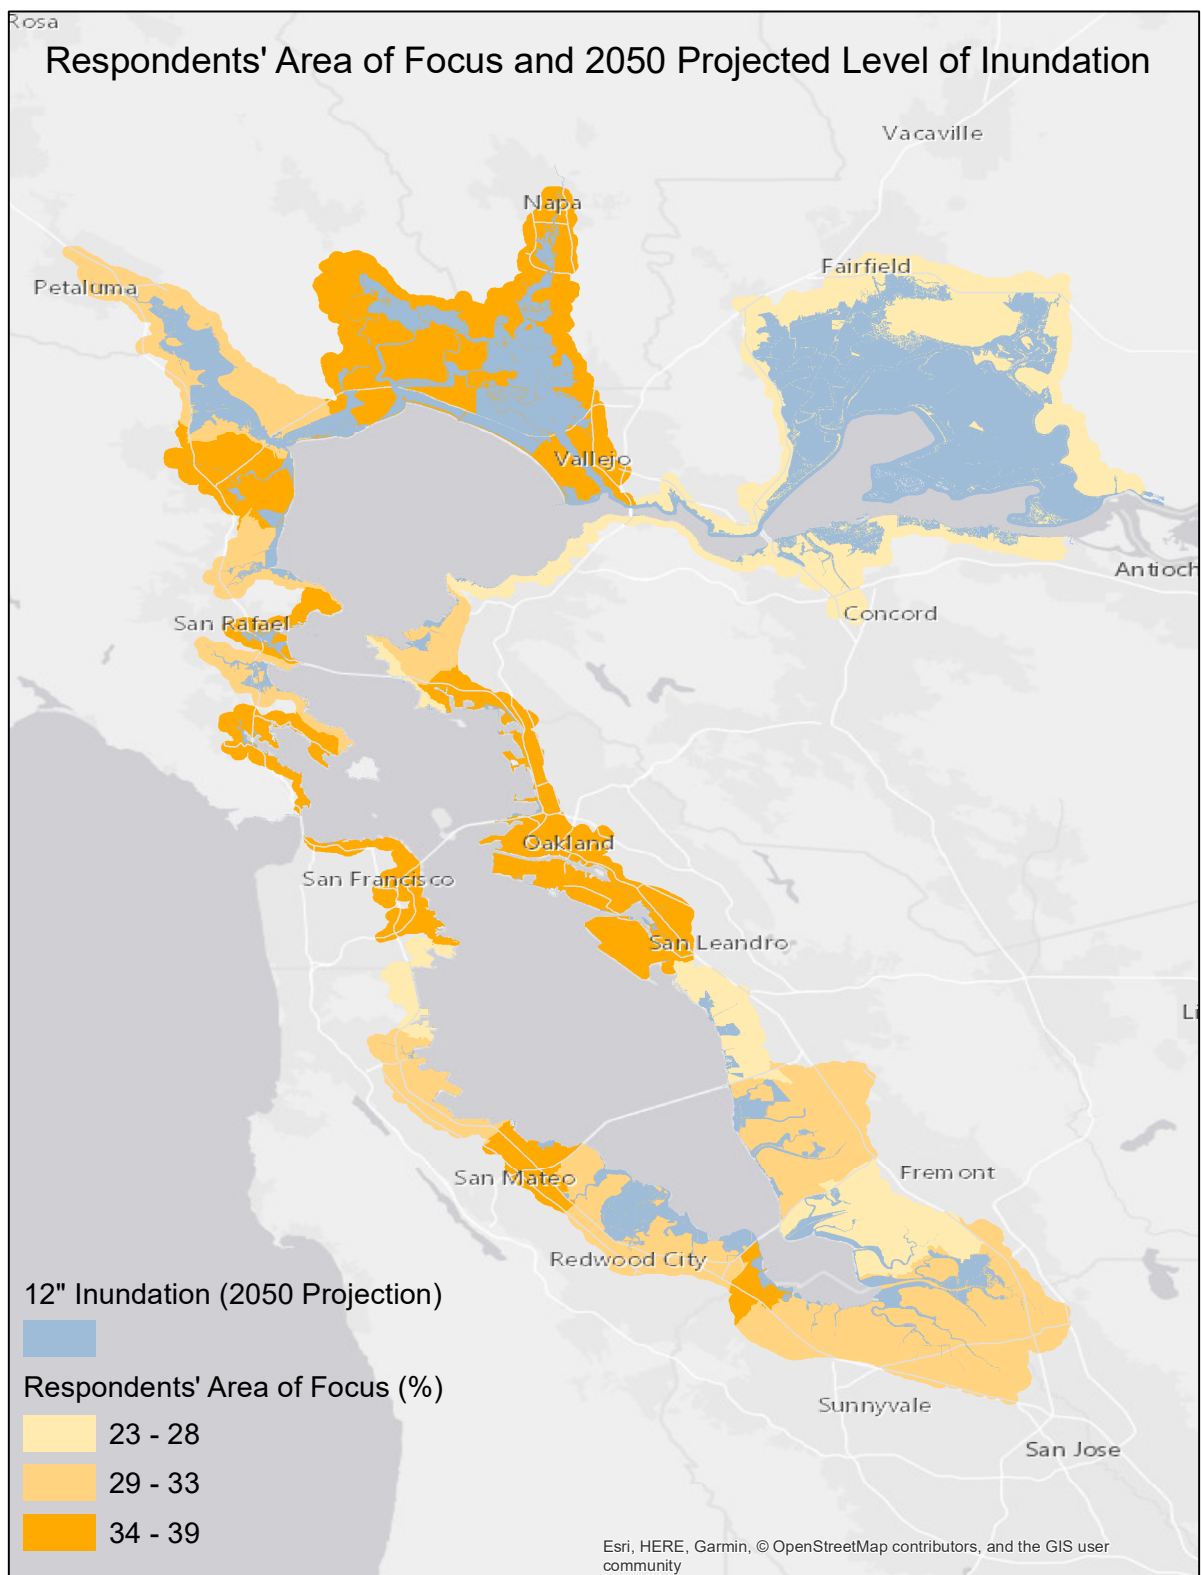 Rosa
Respondents' Area of Focus and 2050 Projected Level of Inundation
Vacaville
Napa
Fairfield
Petaluma
Vallejo
Antioch
Concord
San Rafael
Oakland
San Francisco
San Leandro
Li
Fremont
San Mateo
Redwood City
12" Inundation (2050 Projection)
Respondents' Area of Focus (%)
23 - 28
29 - 33
34 - 39
Sunnyvale
San Jose
Esri, HERE, Garmin, © OpenStreetMap contributors, and the GIS user
community